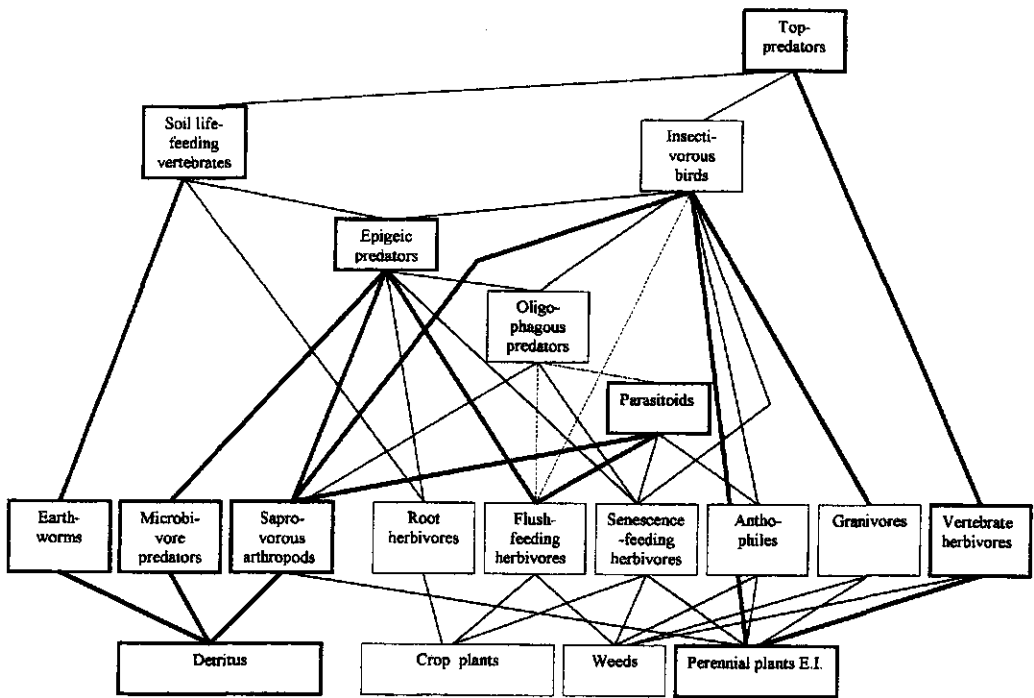 Top-
predators
Soil life-
feeding
vertebrates
Insecti-
vorous
birds
Epigeic
predators
Oligo-
phagous
predators
Parasitoids
Earth-
worms
Microbi-
vore
predators
Sapro-
vorous
arthropods
Root
herbivores
Flush-
feeding
herbivores
Senescence
-feeding
herbivores
Antho-
philes
Granivores
Vertebrate
herbivores
Detritus
Crop plants
Weeds
Perennial plants E.I.